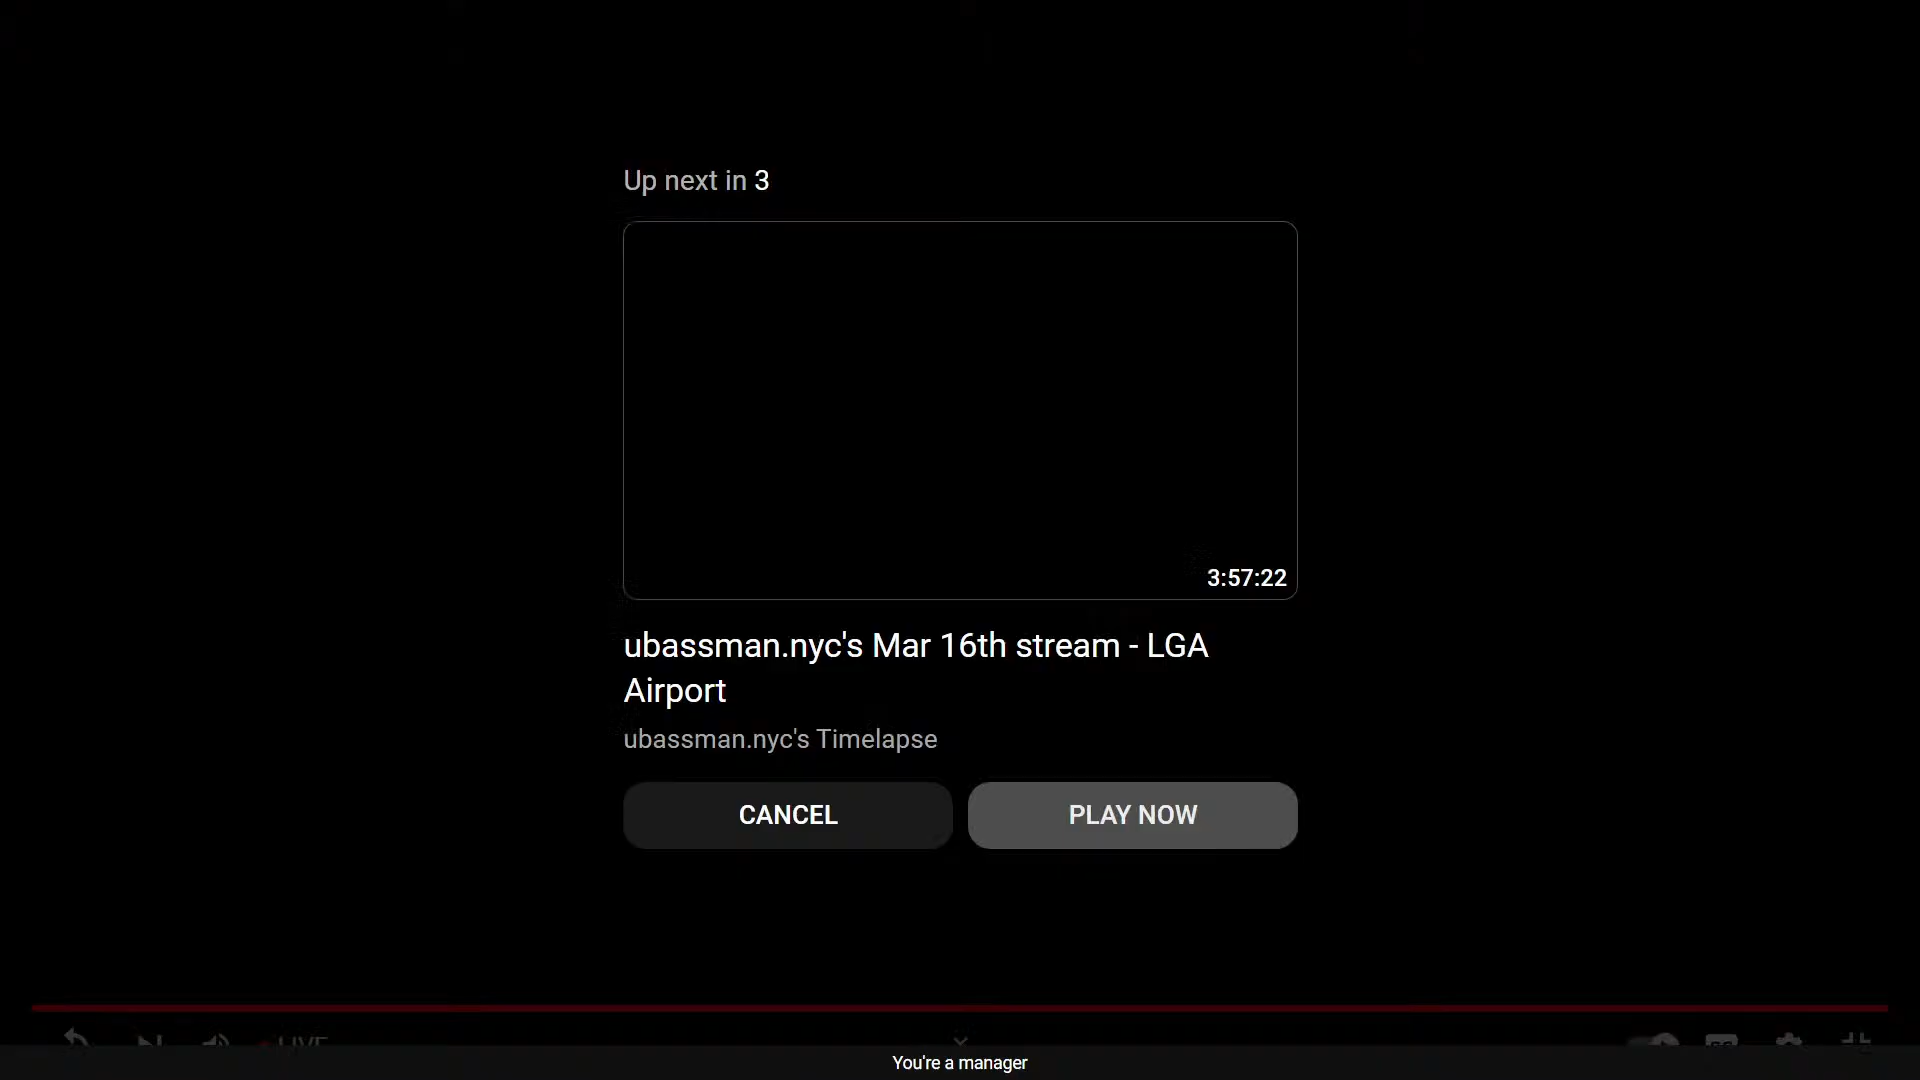 Up next in 3
3:57:22
ubassman.nyc's Mar 16th stream - LGA
Airport
ubassman.nyc's Timelapse
CANCEL
PLAY NOW
LIVE
You're a manager